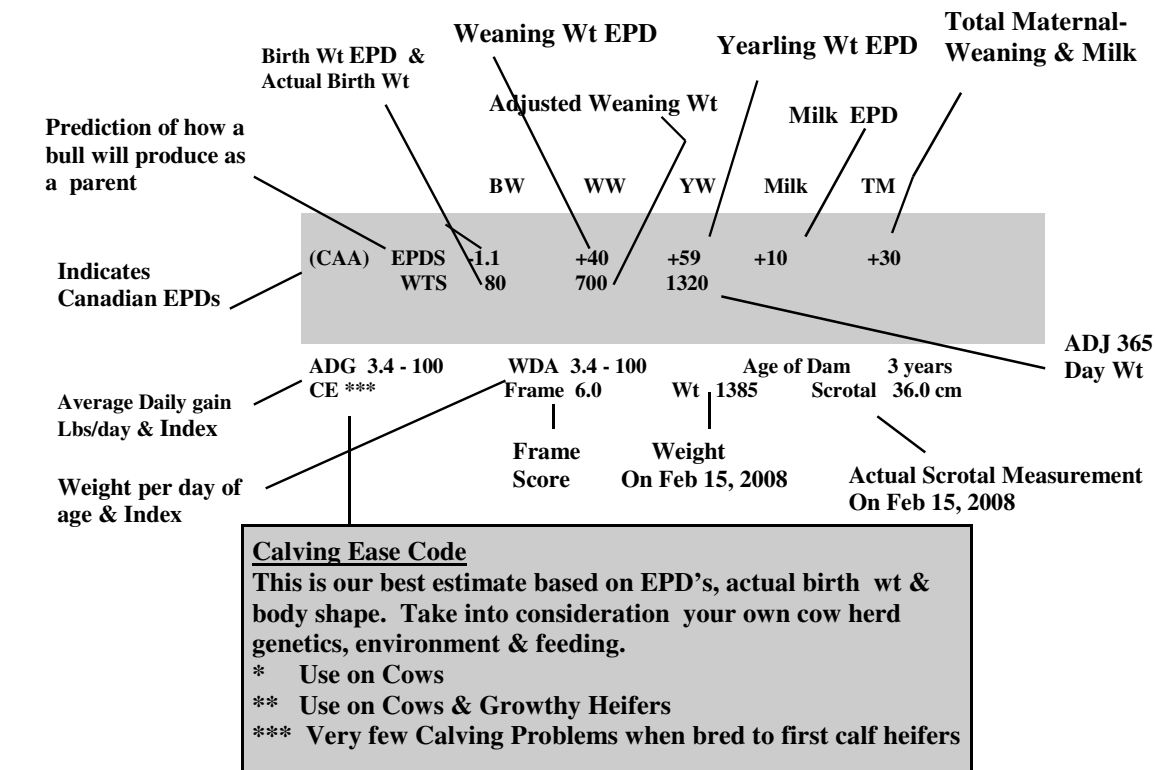 Total Maternal-
Weaning & Milk
Weaning Wt EPD
Yearling Wt EPD
Birth Wt EPD &
Actual Birth Wt
Adjusted Weaning Wt
Milk EPD
Prediction of how a
bull will produce as
a parent
BW WW YW Milk TM
(CAA) EPDS -1.1 +40 +59 +10 +30
WTS 80 700 1320
Indicates
Canadian EPDs
ADJ 365
Day Wt
ADG 3.4 - 100 WDA 3.4 - 100 Age of Dam 3 years
CE *** Frame 6.0 Wt 1385 Scrotal 36.0 cm
Average Daily gain
Lbs/day & Index
Frame
Score
Weight
On Feb 15, 2008
Actual Scrotal Measurement
On Feb 15, 2008
Weight per day of
age & Index
Calving Ease Code
This is our best estimate based on EPD's, actual birth wt &
body shape. Take into consideration your own cow herd
genetics, environment & feeding.
* Use on Cows
** Use on Cows & Growthy Heifers
*** Very few Calving Problems when bred to first calf heifers